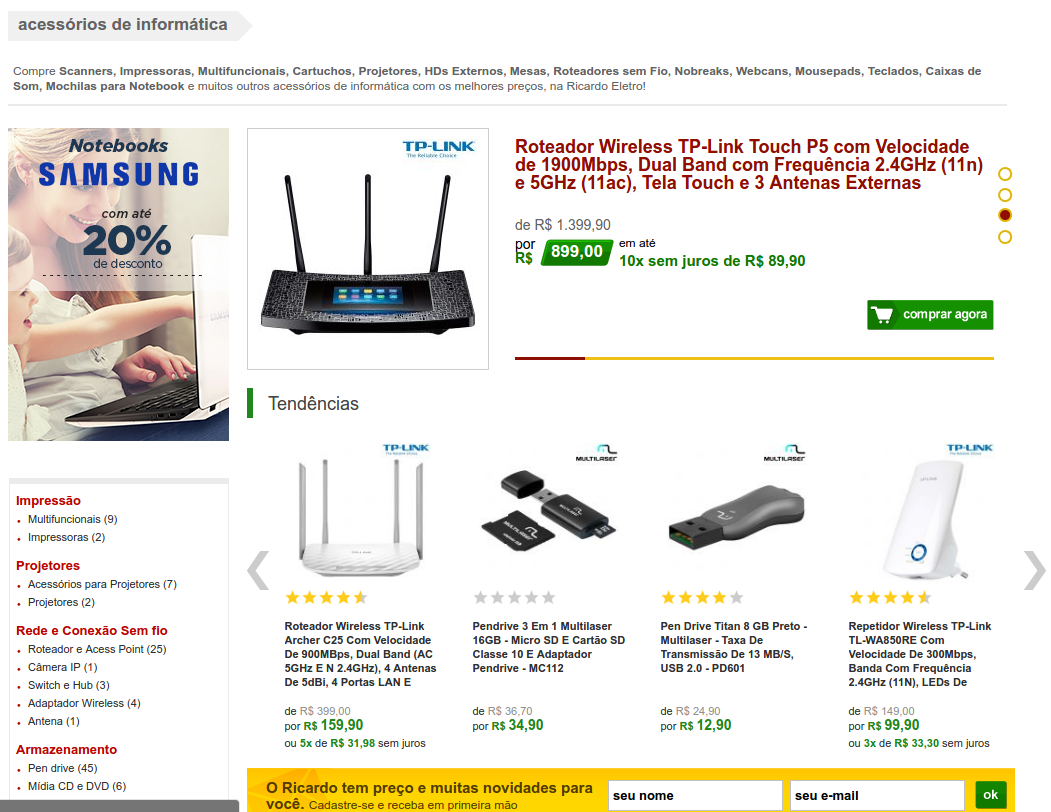 acessórios de informática
Compre Scanners, Impressoras, Multifuncionais, Cartuchos, Projetores, HDs Externos, Mesas, Roteadores sem Fio, Nobreaks, Webcams, Mousepads, Teclados, Caixas de
Som, Mochilas para Notebook e muitos outros acessórios de informática com os melhores preços, na Ricardo Eletro!
Notebooks
SAMSUNG
com até
20%
de desconto
TP-LINK
The Reliable Choice
Roteador Wireless TP-Link Touch P5 com Velocidade
de 1900Mbps, Dual Band com Frequência 2.4GHz (11n)
e 5GHz (11ac), Tela Touch e 3 Antenas Externas
de R$ 1.399,90
por
R$ 899,00
em até
10x sem juros de R$ 89,90
comprar agora
Impressão
Multifuncionais (9)
Impressoras (2)
Projetores
Acessórios para Projetores (7)
Projetores (2)
Rede e Conexão Sem fio
Roteador e Acess Point (25)
Câmera IP (1)
Switch e Hub (3)
Adaptador Wireless (4)
Antena (1)
Armazenamento
Pen drive (45)
Mídia CD e DVD (6)
Tendências
TP-LINK
Roteador Wireless TP-Link
Archer C25 Com Velocidade
De 900MBps, Dual Band (AC
5GHz E N 2.4GHz), 4 Antenas
De 5dBi, 4 Portas LAN E
de R$ 399,00
por R$ 159,90
ou 5x de R$ 31,98 sem juros
MULTILASER
Pendrive 3 Em 1 Multilaser
16GB - Micro SD E Cartão SD
Classe 10 E Adaptador
Pendrive - MC112
de R$ 36,70
por R$ 34,90
MULTILASER
Pen Drive Titan 8 GB Preto -
Multilaser - Taxa De
Transmissão De 13 MB/S,
USB 2.0 - PD601
de R$ 24,90
por R$ 12,90
TP-LINK
Repetidor Wireless TP-Link
TL-WA850RE Com
Velocidade De 300Mbps,
Banda Com Frequência
2.4GHz (11N), LEDs De
de R$ 149,00
por R$ 99,90
ou 3x de R$ 33,30 sem juros
O Ricardo tem preço e muitas novidades para
você. Cadastre-se e receba em primeira mão
seu nome
seu e-mail
ok